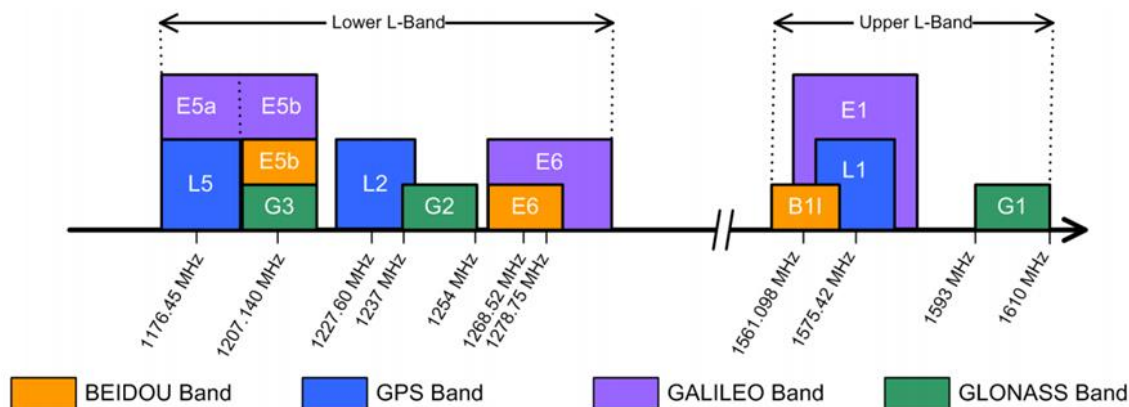 Lower L-Band
Upper L-Band
E5a
E5b
E1
E5b
E6
L5
L2
L1
G3
G2
E6
B1I
G1
1176.45 MHz
1207.140 MHz
1227.60 MHz
1237 MHz
1254 MHz
1268.52 MHz
1278.75 MHz
1561.098 MHz
1575.42 MHz
1593 MHz
1610 MHz
BEIDOU Band
GPS Band
GALILEO Band
GLONASS Band